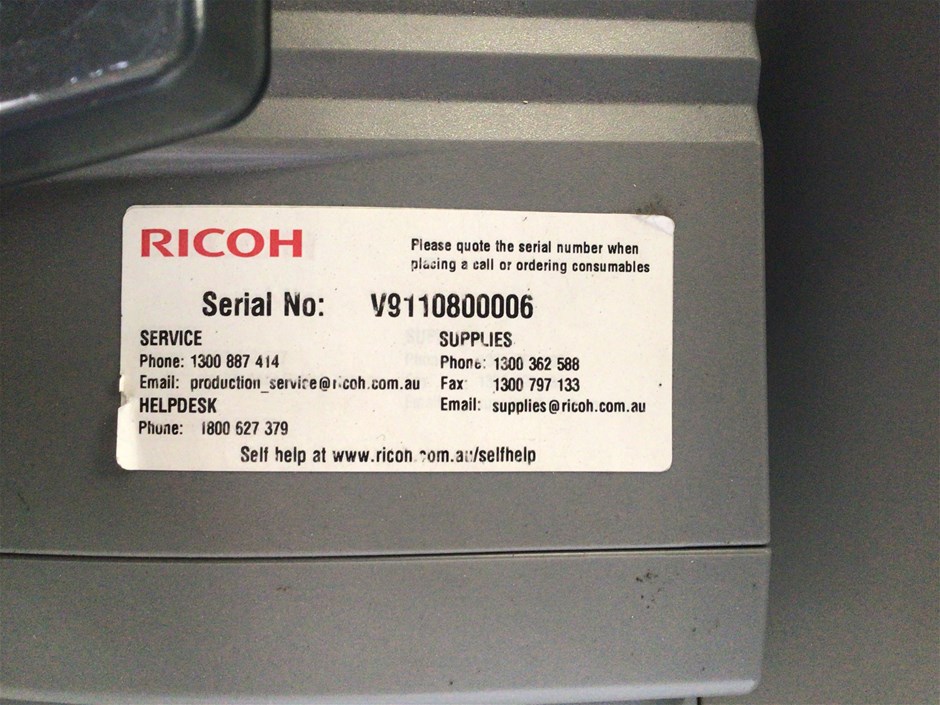 RICOH
Please quote the serial number when
placing a call or ordering consumables
Serial No: V9110800006
SERVICE
Phone: 1300 887 414
Email: production_service@ricoh.com.au
HELPDESK
Phone: 1800 627 379
SUPPLIES
Phone: 1300 362 588
Fax 1300 797 133
Email: supplies@ricoh.com.au
Self help at www.ricoh.com.au/selfhelp